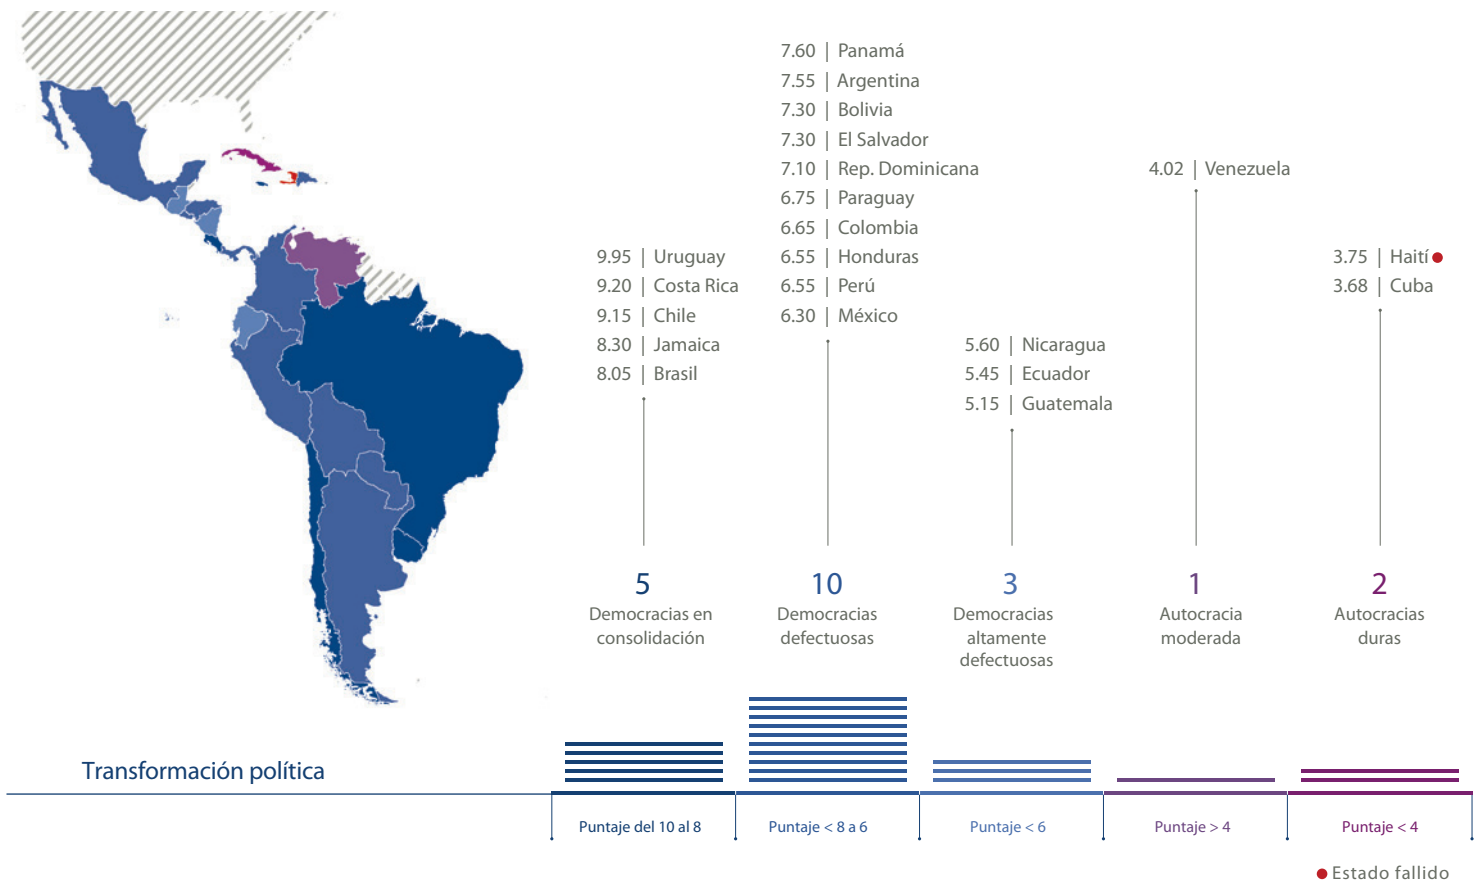 9.95 | Uruguay
9.20 | Costa Rica
9.15 | Chile
8.30 | Jamaica
8.05 | Brasil
5
Democracias en
consolidación
7.60 | Panamá
7.55 | Argentina
7.30 | Bolivia
7.30 | El Salvador
7.10 | Rep. Dominicana
6.75 | Paraguay
6.65 | Colombia
6.55 | Honduras
6.55 | Perú
6.30 | México
10
Democracias
defectuosas
5.60 | Nicaragua
5.45 | Ecuador
5.15 | Guatemala
3
Democracias
altamente
defectuosas
4.02 | Venezuela
1
Autocracia
moderada
3.75 | Haití
3.68 | Cuba
2
Autocracias
duras
Transformación política
Puntaje del 10 al 8
Puntaje < 8 a 6
Puntaje < 6
Puntaje > 4
Puntaje < 4
Estado fallido